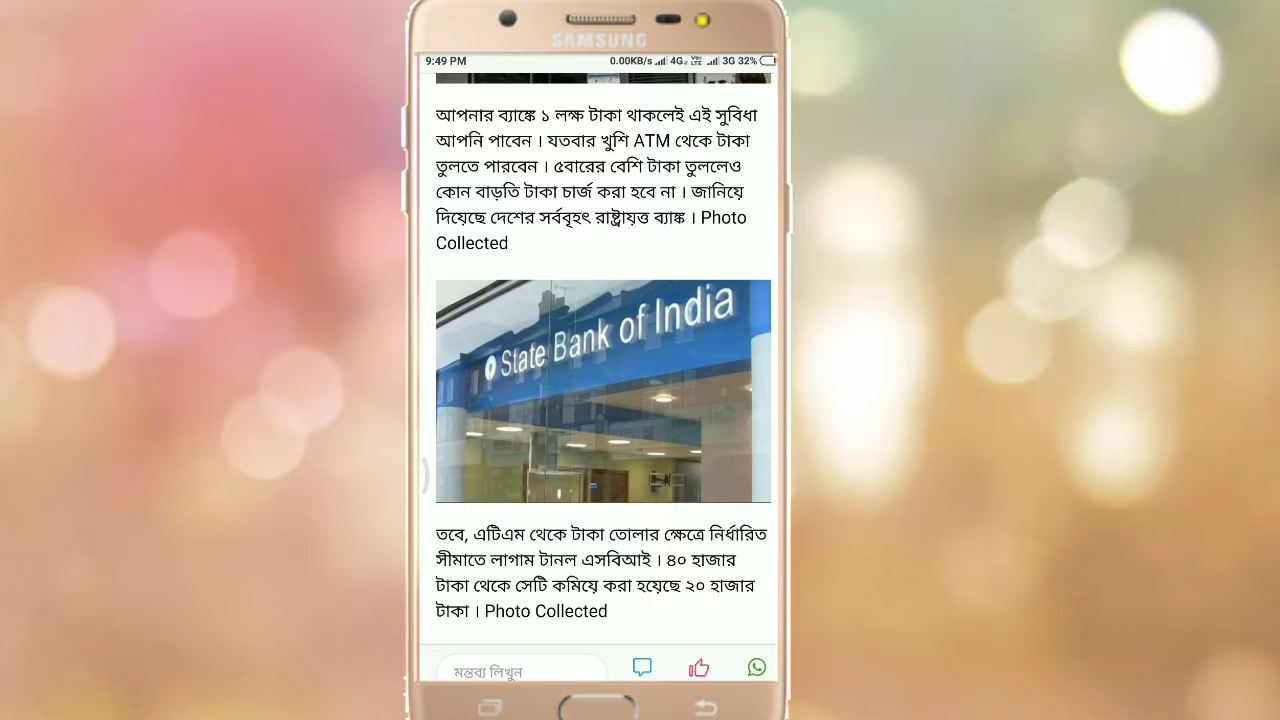 SAMSUNG
9:49 PM 0.00KB/s 4G VoLTE 3G 32%
আপনার ব্যাঙ্কে ১ লক্ষ টাকা থাকলেই এই সুবিধা
আপনি পাবেন । যতবার খুশি ATM থেকে টাকা
তুলতে পারবেন । ৫বারের বেশি টাকা তুললেও
কোন বাড়তি টাকা চার্জ করা হবে না । জানিয়ে
দিয়েছে দেশের সর্ববৃহৎ রাষ্ট্রায়ত্ত ব্যাঙ্ক । Photo
Collected
State Bank of India
তবে, এটিএম থেকে টাকা তোলার ক্ষেত্রে নির্ধারিত
সীমাতে লাগাম টানল এসবিআই । ৪০ হাজার
টাকা থেকে সেটি কমিয়ে করা হয়েছে ২০ হাজার
টাকা । Photo Collected
মন্তব্য লিখুন